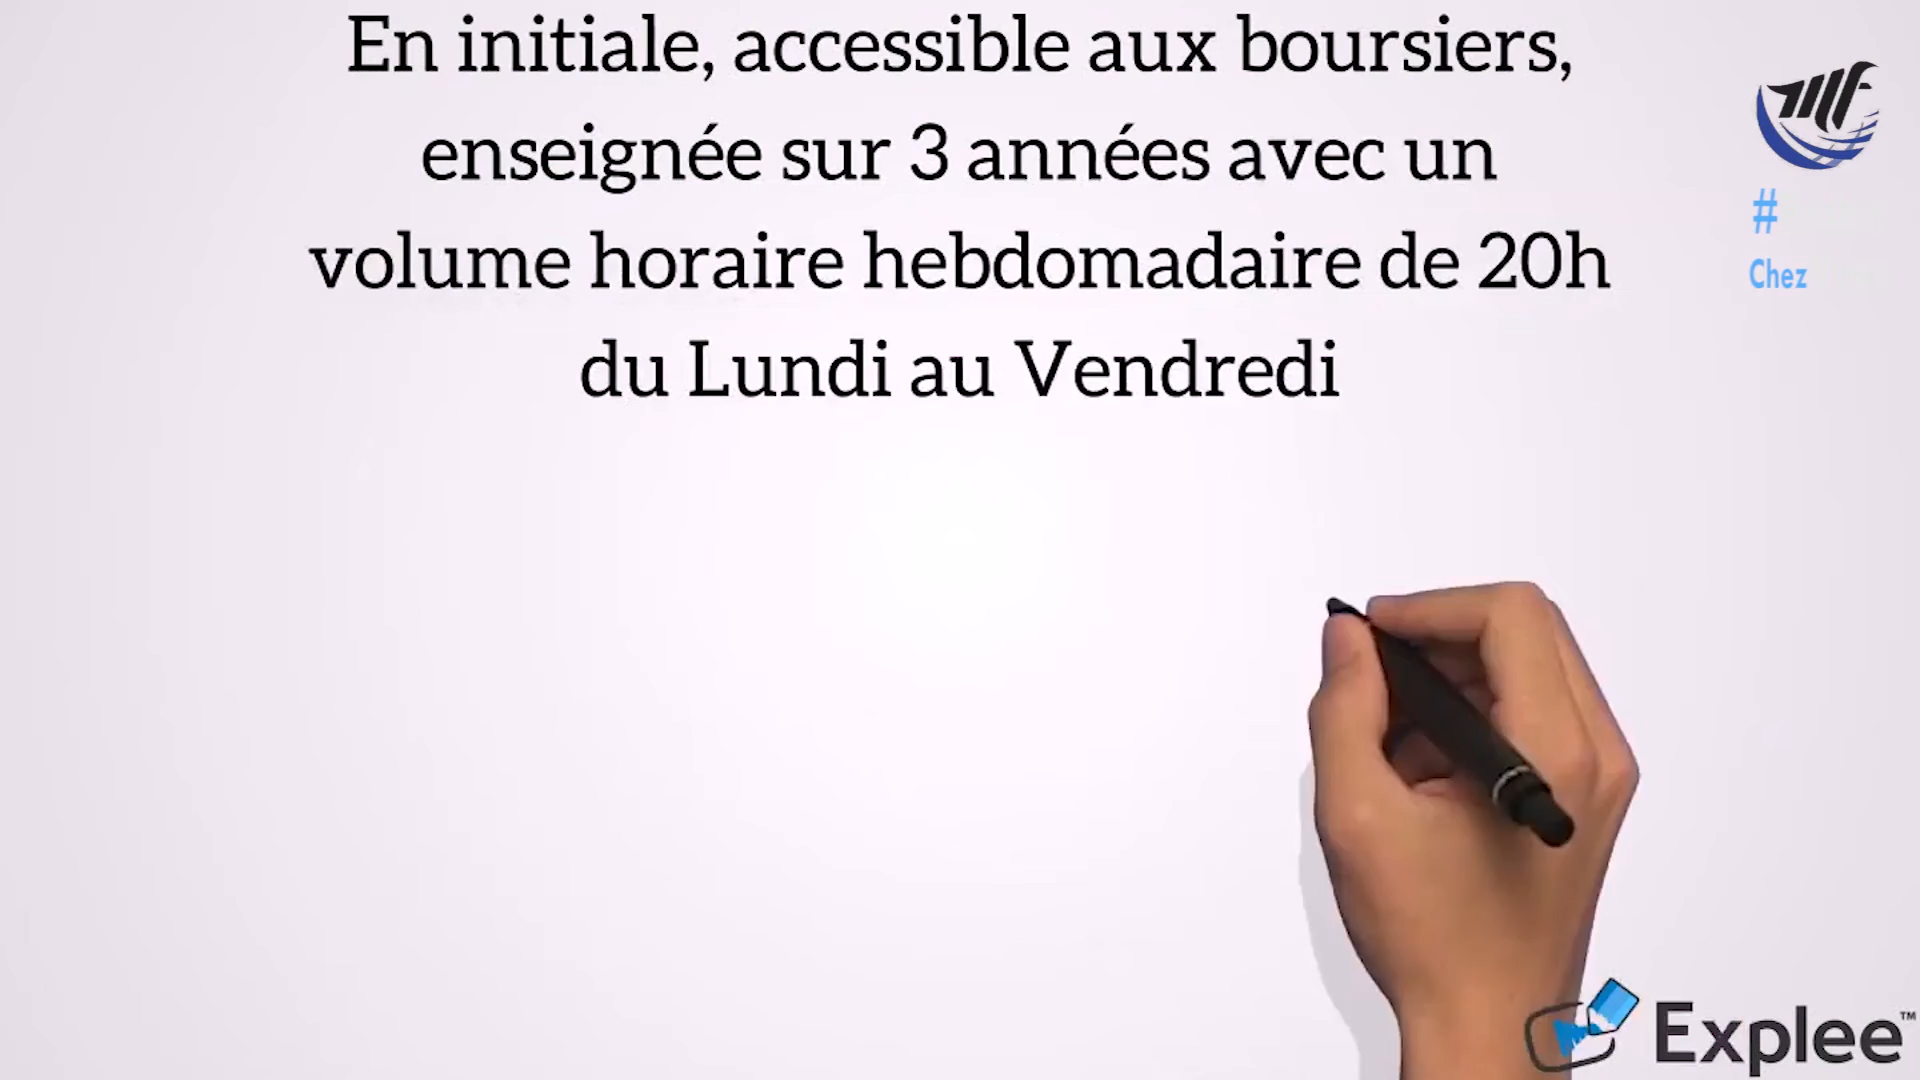 En initiale, accessible aux boursiers,
enseignée sur 3 années avec un
volume horaire hebdomadaire de 20h
du Lundi au Vendredi
#
Chez
Explee™